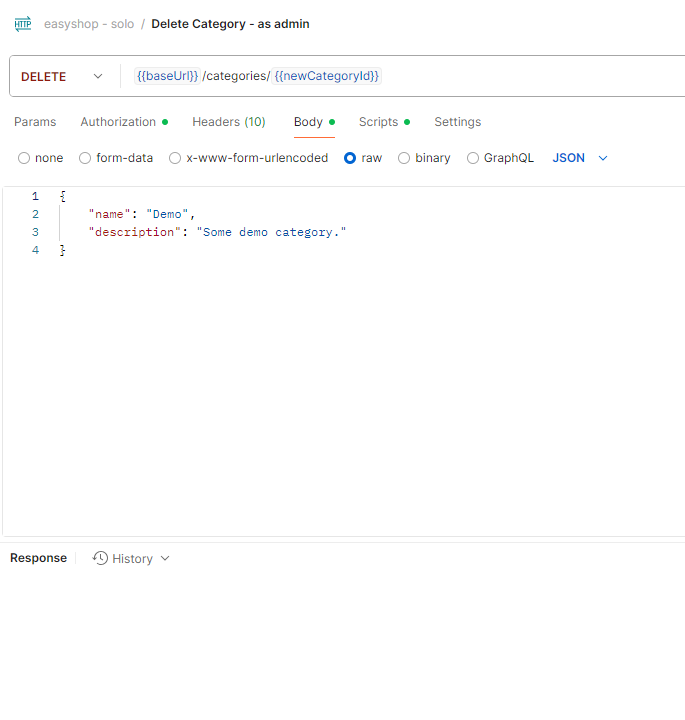 HTTP easyshop - solo / Delete Category - as admin
DELETE {{baseUrl}}/categories/{{newCategoryId}}
Params Authorization Headers (10) Body Scripts Settings
none form-data x-www-form-urlencoded raw binary GraphQL JSON
1 {
2 "name": "Demo",
3 "description": "Some demo category."
4 }
Response History